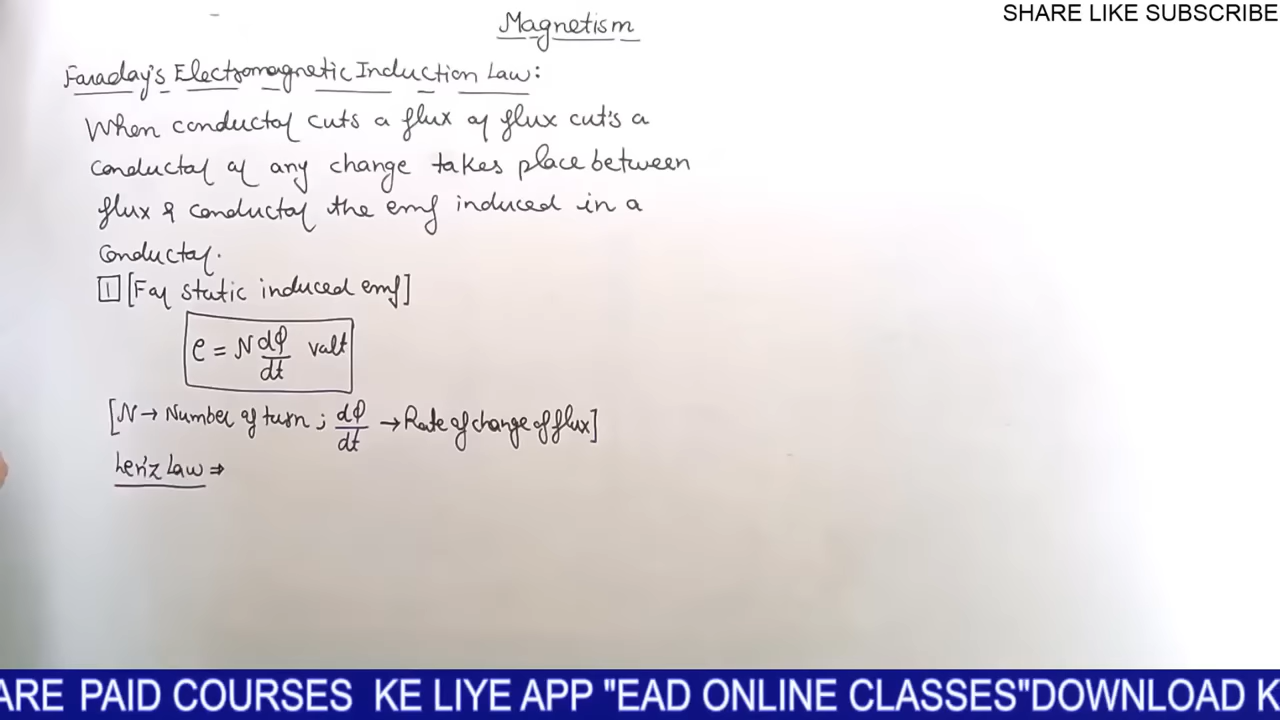 SHARE LIKE SUBSCRIBE
Magnetism
Faraday's Electromagnetic Induction Law:
When conductor cuts a flux or flux cut's a
conductor or any change takes place between
flux & conductor the emf induced in a
conductor.
1 [For static induced emf]
e = N dΦ/dt volt
[N → Number of turn ; dΦ/dt → Rate of change of flux]
Len'z Law ⇒
ARE PAID COURSES KE LIYE APP "EAD ONLINE CLASSES"DOWNLOAD K